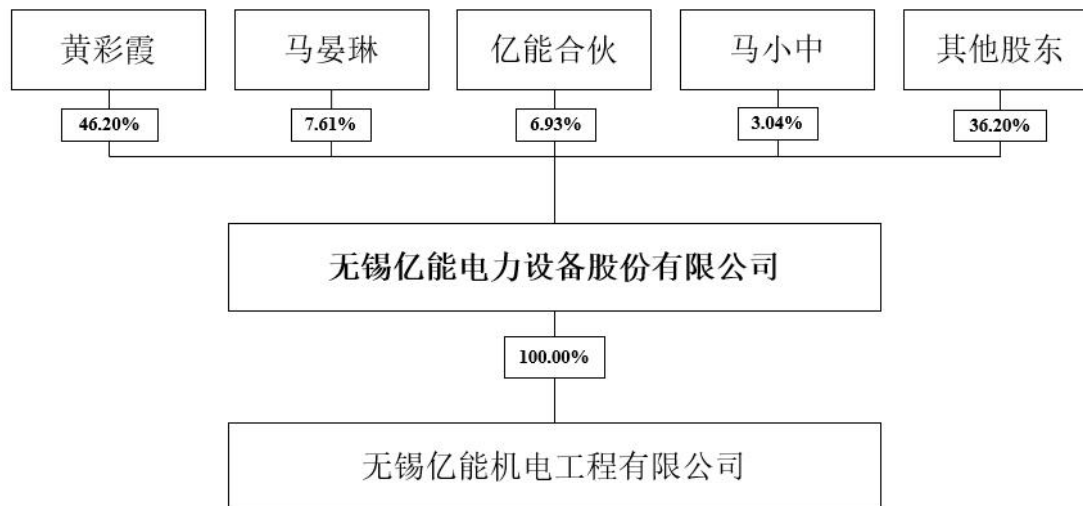 黄彩霞
马晏琳
亿能合伙
马小中
其他股东
46.20%
7.61%
6.93%
3.04%
36.20%
无锡亿能电力设备股份有限公司
100.00%
无锡亿能机电工程有限公司